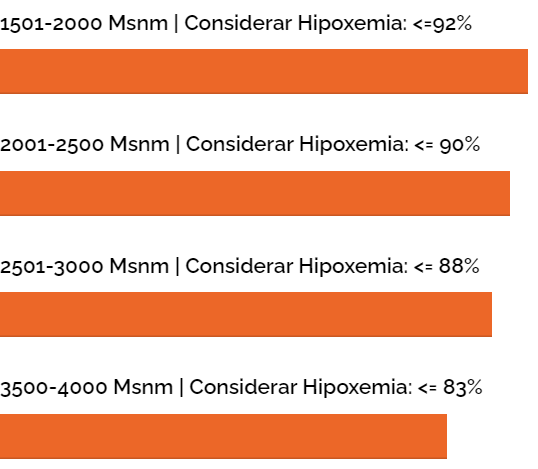 1501-2000 Msnm | Considerar Hipoxemia: <=92%
2001-2500 Msnm | Considerar Hipoxemia: <= 90%
2501-3000 Msnm | Considerar Hipoxemia: <= 88%
3500-4000 Msnm | Considerar Hipoxemia: <= 83%